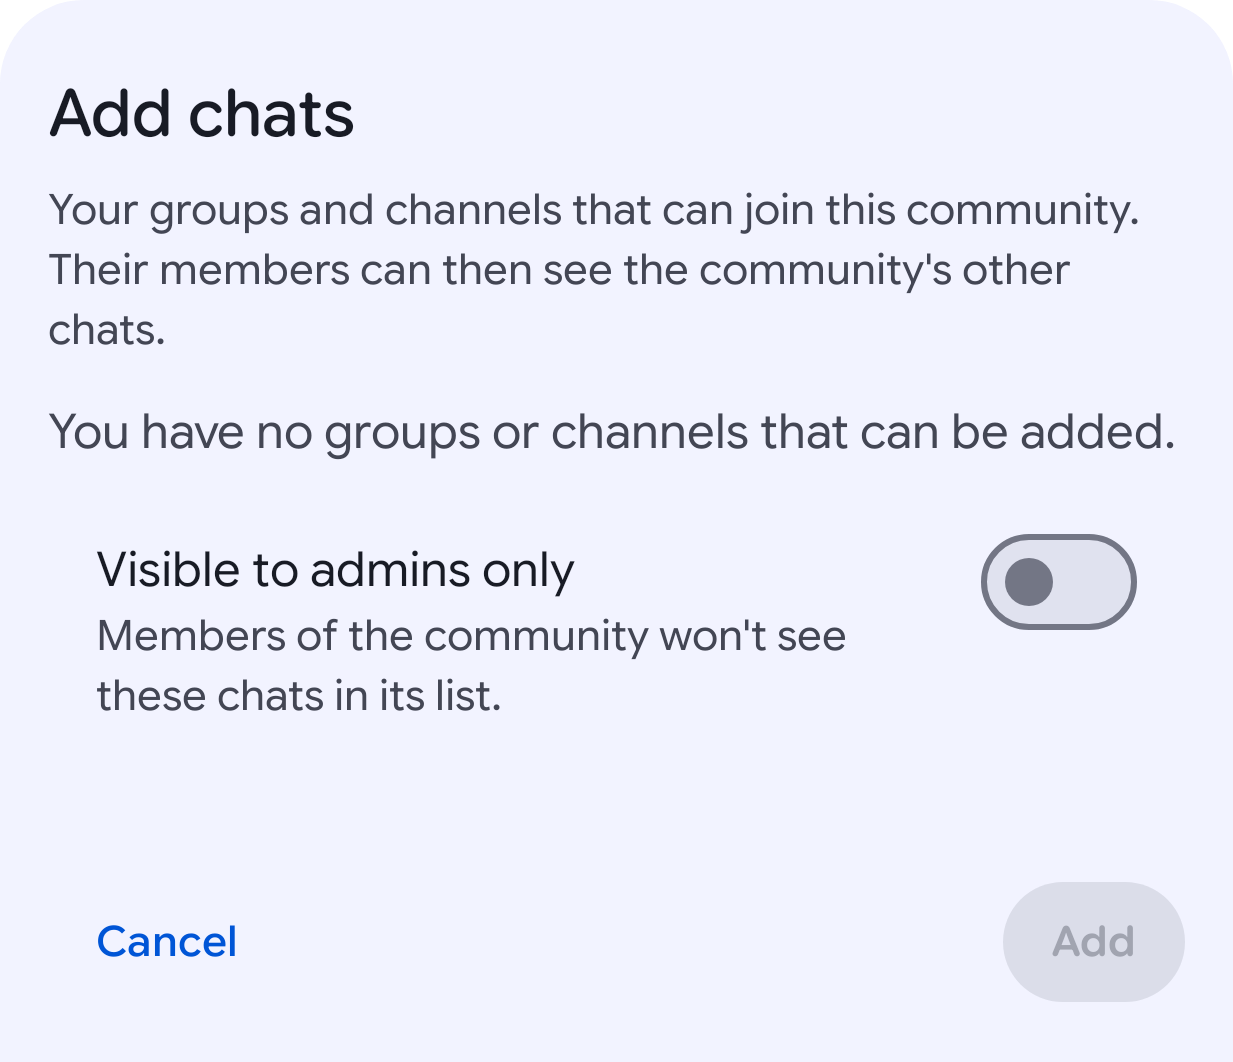 Add chats
Your groups and channels that can join this community.
Their members can then see the community's other
chats.
You have no groups or channels that can be added.
Visible to admins only
Members of the community won't see
these chats in its list.
Cancel
Add